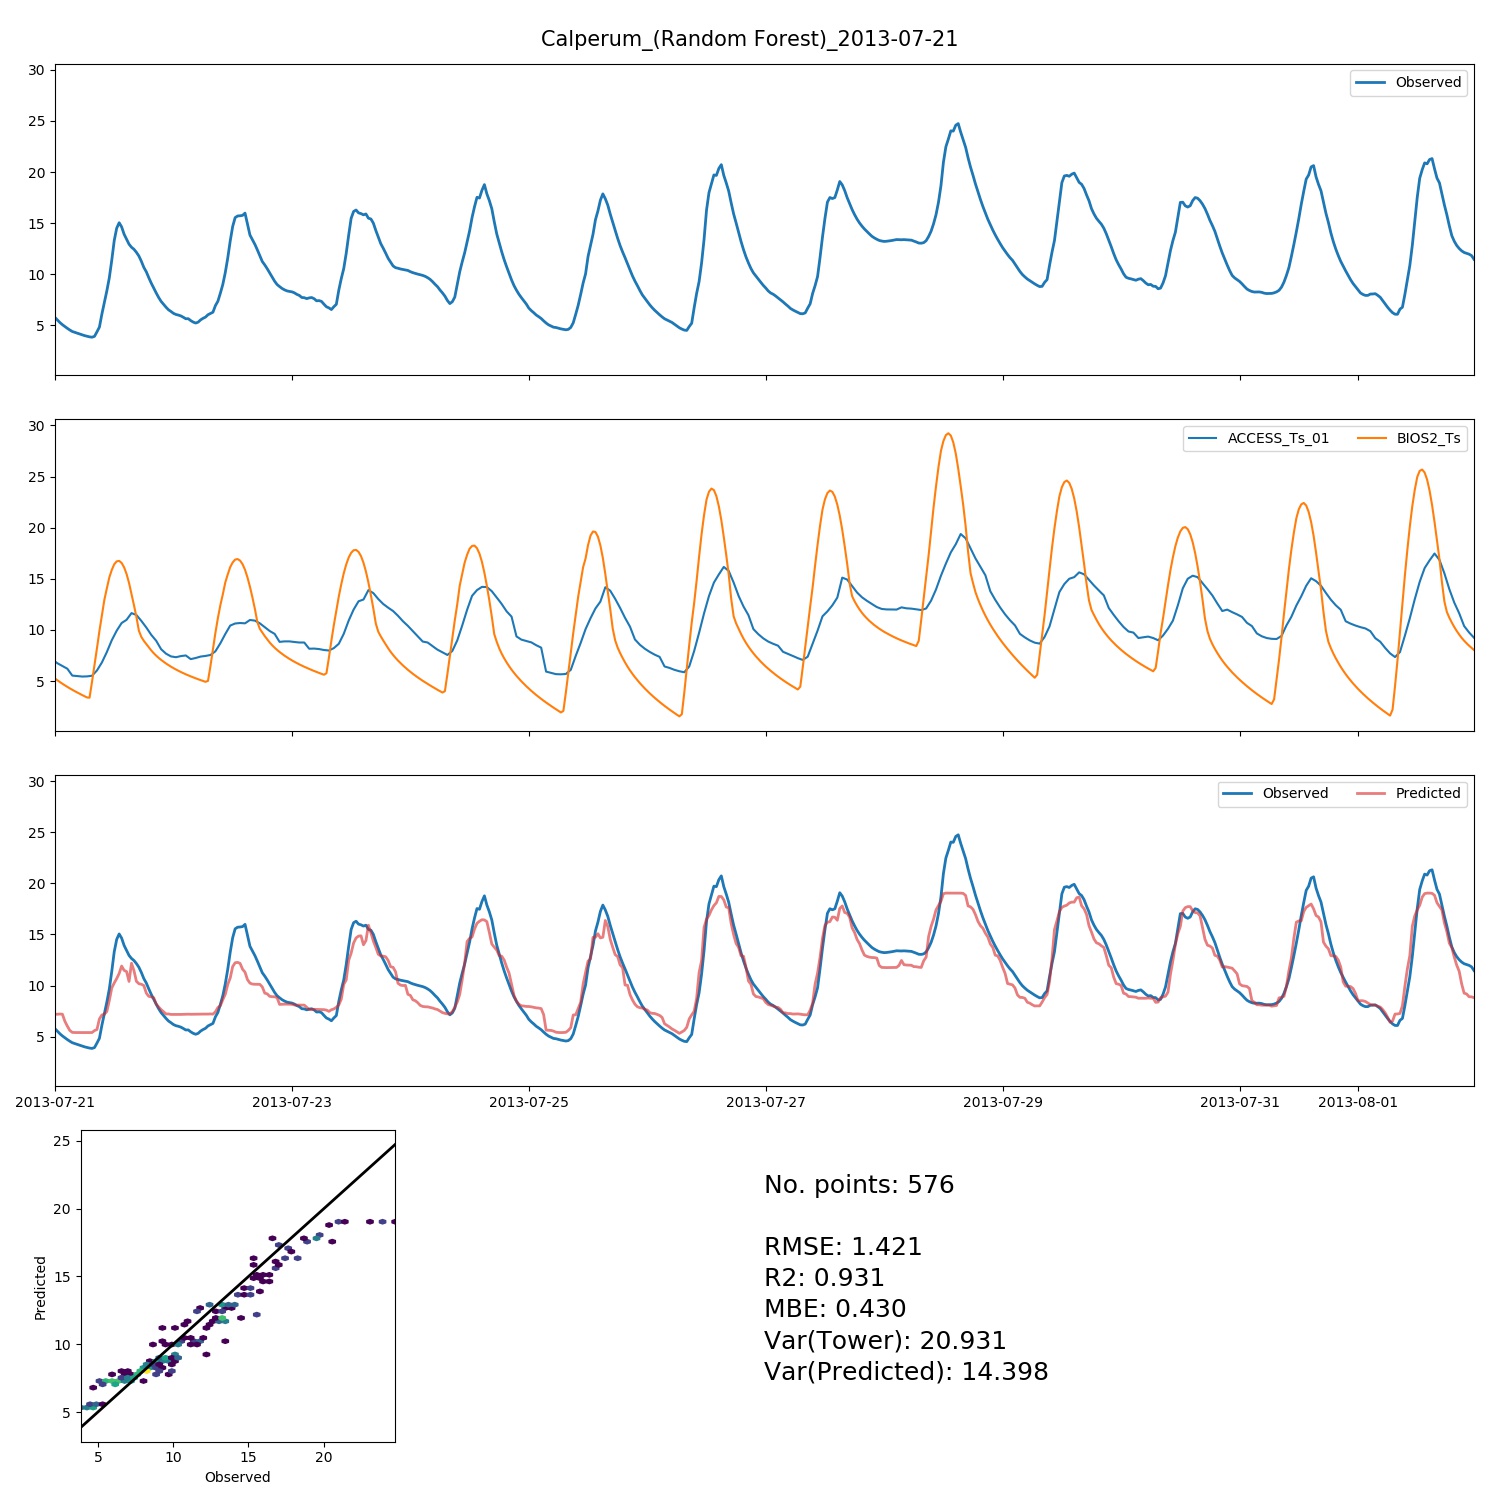 Calperum_(Random Forest)_2013-07-21
30
25
20
15
10
5
Observed
30
25
20
15
10
5
ACCESS_Ts_01 BIOS2_Ts
30
25
20
15
10
5
Observed Predicted
2013-07-21 2013-07-23 2013-07-25 2013-07-27 2013-07-29 2013-07-31 2013-08-01
25
20
15
10
5
Predicted
5 10 15 20
Observed
No. points: 576
RMSE: 1.421
R2: 0.931
MBE: 0.430
Var(Tower): 20.931
Var(Predicted): 14.398